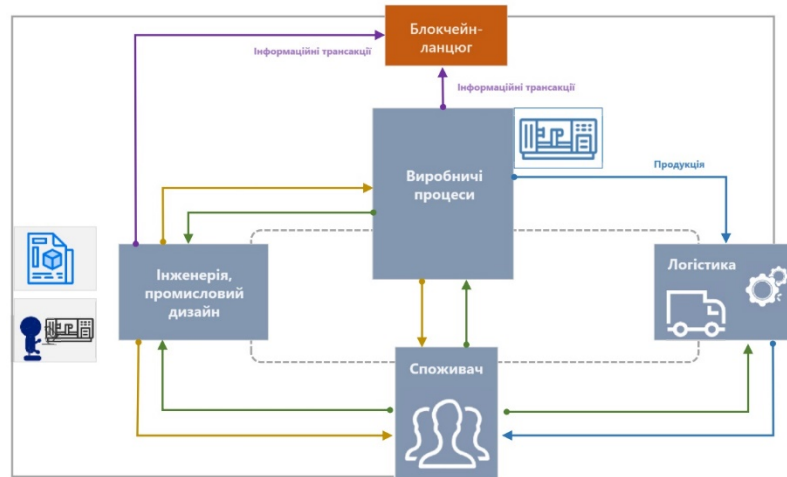 Блокчейн-
ланцюг
Інформаційні трансакції
Інформаційні трансакції
Виробничі
процеси
Продукція
Інженерія,
промисловий
дизайн
Логістика
Споживач